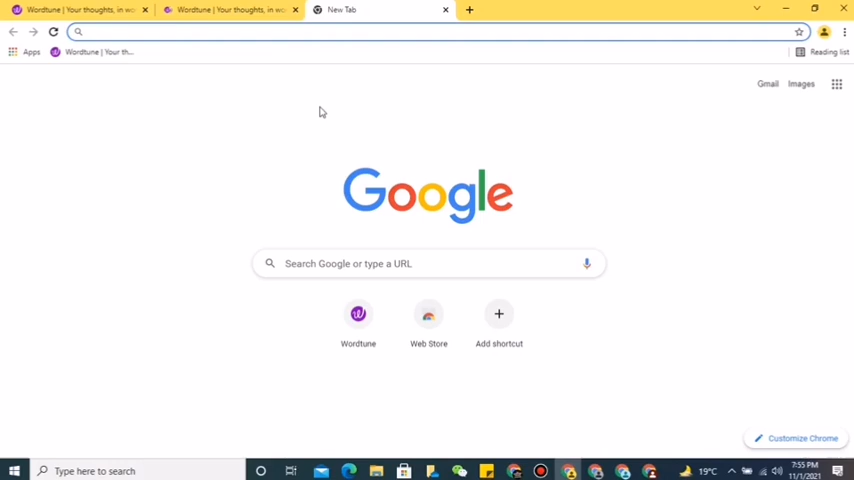 Wordtune | Your thoughts, in wo
Wordtune | Your thoughts, in wo
New Tab
Apps
Wordtune | Your th...
Reading list
Gmail
Images
Google
Search Google or type a URL
Wordtune
Web Store
Add shortcut
Customize Chrome
Type here to search
19°C
7:55 PM
11/1/2021